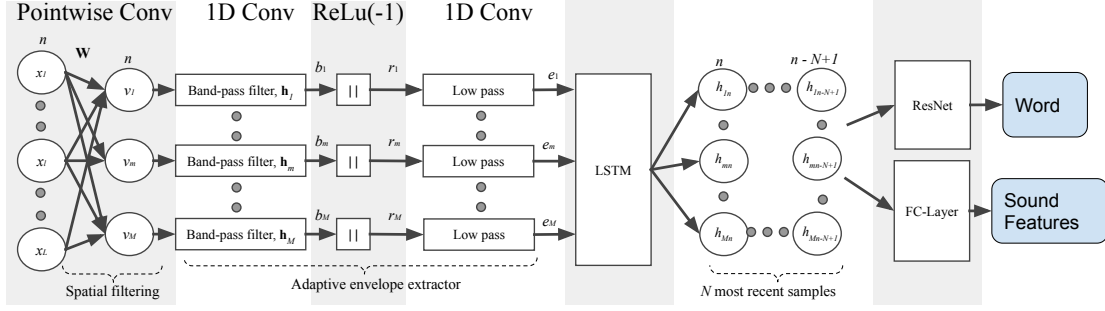 Pointwise Conv 1D Conv ReLu(-1) 1D Conv
n
W
n
x1
xl
xL
v1
vm
vM
Band-pass filter, h1
Band-pass filter, hm
Band-pass filter, hM
b1
bm
bM
||
||
||
r1
rm
rM
Low pass
Low pass
Low pass
e1
em
eM
LSTM
n
n - N+1
h1n
h1n-N+1
hmn
hmn-N+1
hMn
hMn-N+1
ResNet
FC-Layer
Word
Sound
Features
Spatial filtering
Adaptive envelope extractor
N most recent samples